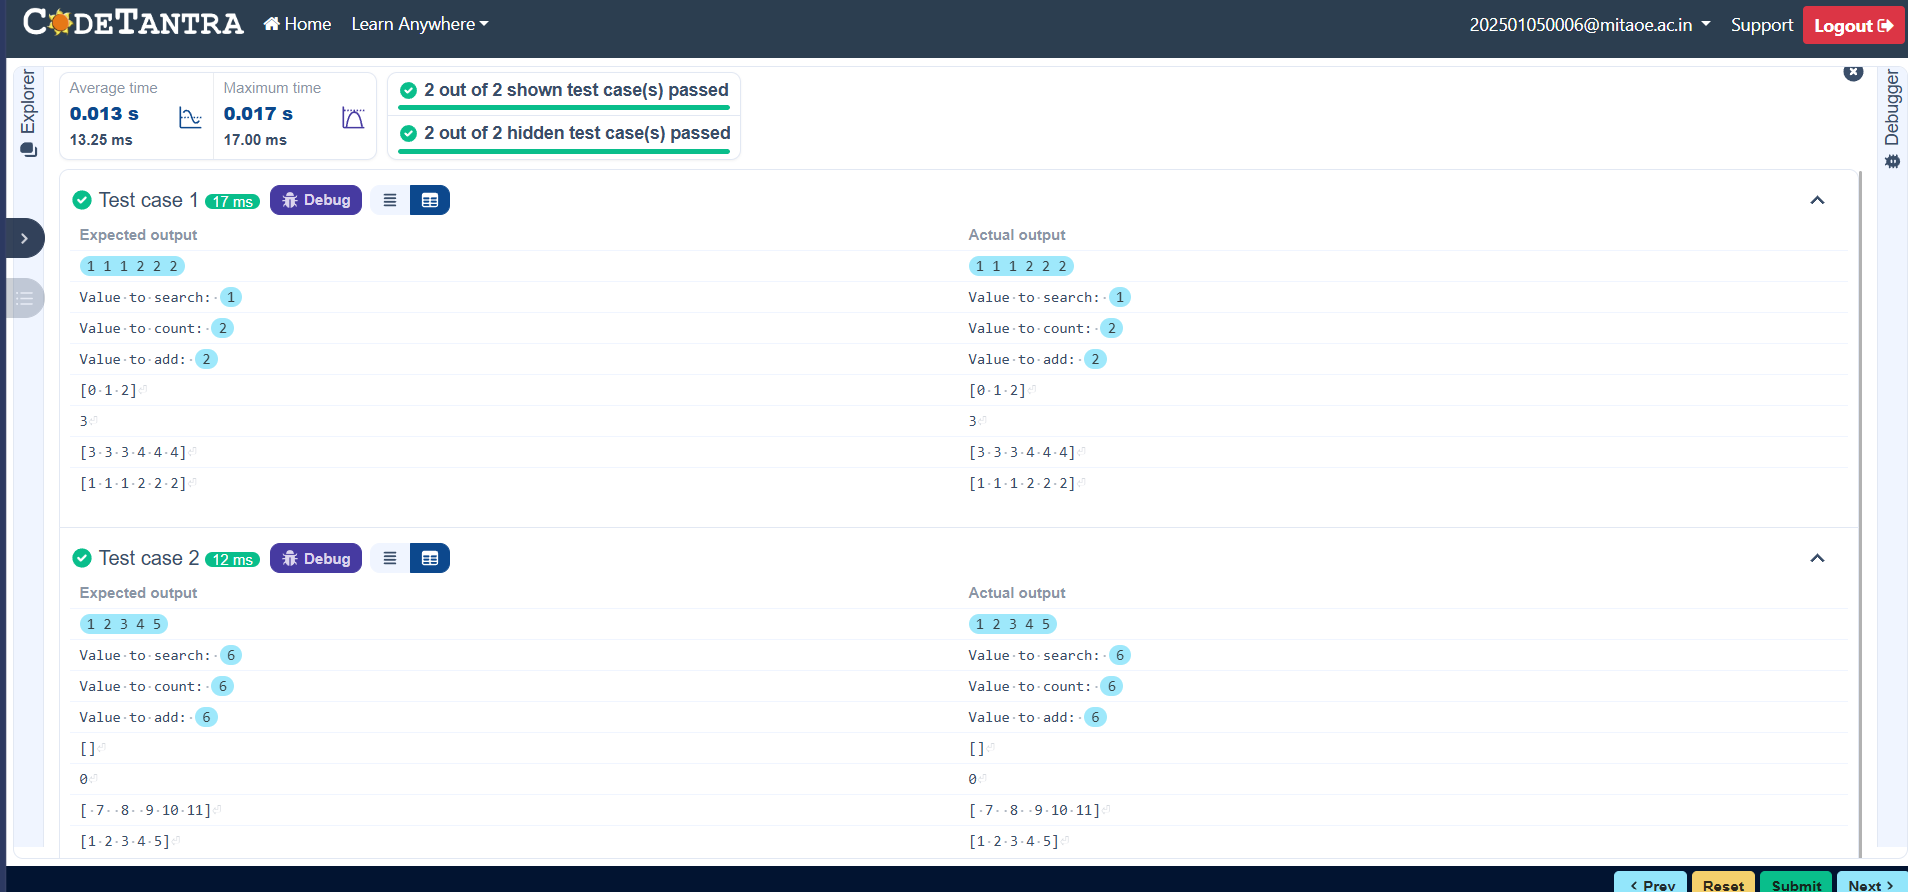 CODETANTRA Home Learn Anywhere 202501050006@mitaoe.ac.in Support Logout
Explorer
Debugger
Average time Maximum time
0.013 s 0.017 s
13.25 ms 17.00 ms
2 out of 2 shown test case(s) passed
2 out of 2 hidden test case(s) passed
Test case 1 17 ms Debug
Expected output Actual output
1 1 1 2 2 2 1 1 1 2 2 2
Value·to·search:·1 Value·to·search:·1
Value·to·count:·2 Value·to·count:·2
Value·to·add:·2 Value·to·add:·2
[0·1·2]⏎ [0·1·2]⏎
3⏎ 3⏎
[3·3·3·4·4·4]⏎ [3·3·3·4·4·4]⏎
[1·1·1·2·2·2]⏎ [1·1·1·2·2·2]⏎
Test case 2 12 ms Debug
Expected output Actual output
1 2 3 4 5 1 2 3 4 5
Value·to·search:·6 Value·to·search:·6
Value·to·count:·6 Value·to·count:·6
Value·to·add:·6 Value·to·add:·6
[]⏎ []⏎
0⏎ 0⏎
[·7··8··9·10·11]⏎ [·7··8··9·10·11]⏎
[1·2·3·4·5]⏎ [1·2·3·4·5]⏎
‹ Prev Reset Submit Next ›